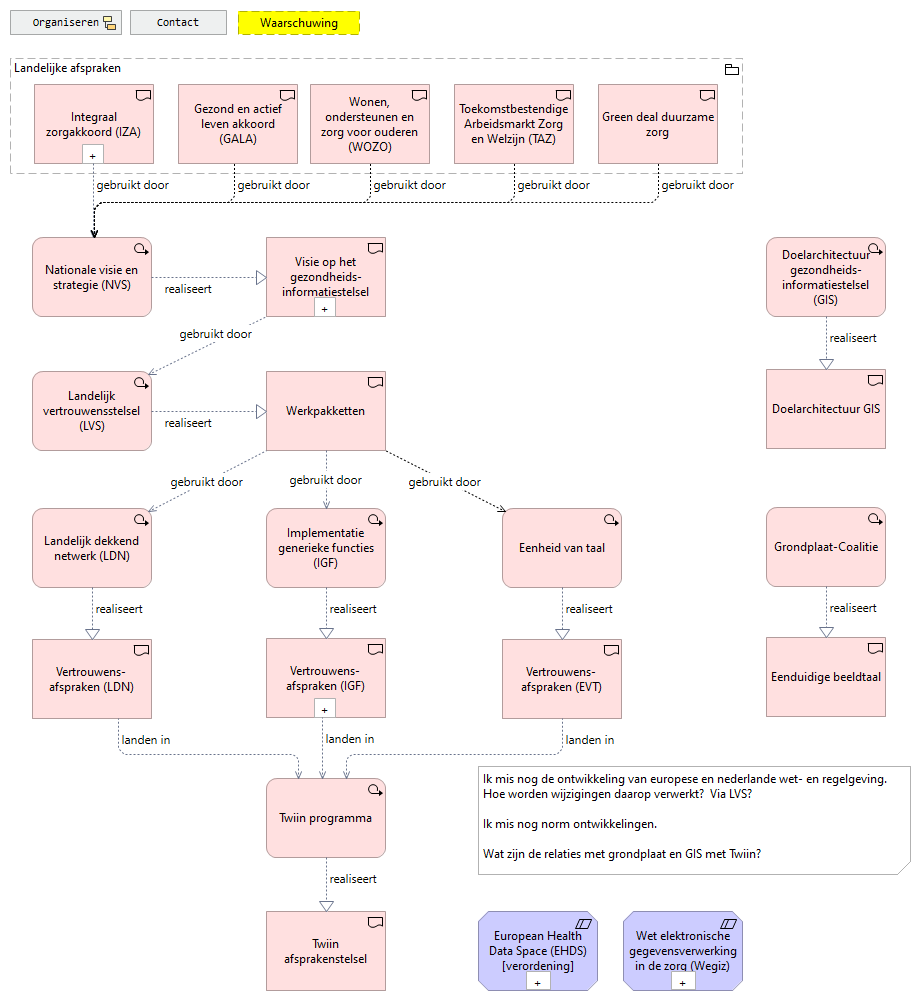 Organiseren
Contact
Waarschuwing
Landelijke afspraken
Integraal
zorgakkoord (IZA)
+
Gezond en actief
leven akkoord
(GALA)
Wonen,
ondersteunen en
zorg voor ouderen
(WOZO)
Toekomstbestendige
Arbeidsmarkt Zorg
en Welzijn (TAZ)
Green deal duurzame
zorg
gebruikt door
gebruikt door
gebruikt door
gebruikt door
gebruikt door
Nationale visie en
strategie (NVS)
realiseert
Visie op het
gezondheids-
informatiestelsel
+
Doelarchitectuur
gezondheids-
informatiestelsel
(GIS)
gebruikt door
realiseert
Landelijk
vertrouwensstelsel
(LVS)
realiseert
Werkpakketten
Doelarchitectuur GIS
gebruikt door
gebruikt door
gebruikt door
Landelijk dekkend
netwerk (LDN)
Implementatie
generieke functies
(IGF)
Eenheid van taal
Grondplaat-Coalitie
realiseert
realiseert
realiseert
realiseert
Vertrouwens-
afspraken (LDN)
Vertrouwens-
afspraken (IGF)
+
Vertrouwens-
afspraken (EVT)
Eenduidige beeldtaal
landen in
landen in
landen in
Twiin programma
Ik mis nog de ontwikkeling van europese en nederlande wet- en regelgeving.
Hoe worden wijzigingen daarop verwerkt?  Via LVS?
Ik mis nog norm ontwikkelingen.
Wat zijn de relaties met grondplaat en GIS met Twiin?
realiseert
Twiin
afsprakenstelsel
European Health
Data Space (EHDS)
[verordening]
+
Wet elektronische
gegevensverwerking
in de zorg (Wegiz)
+